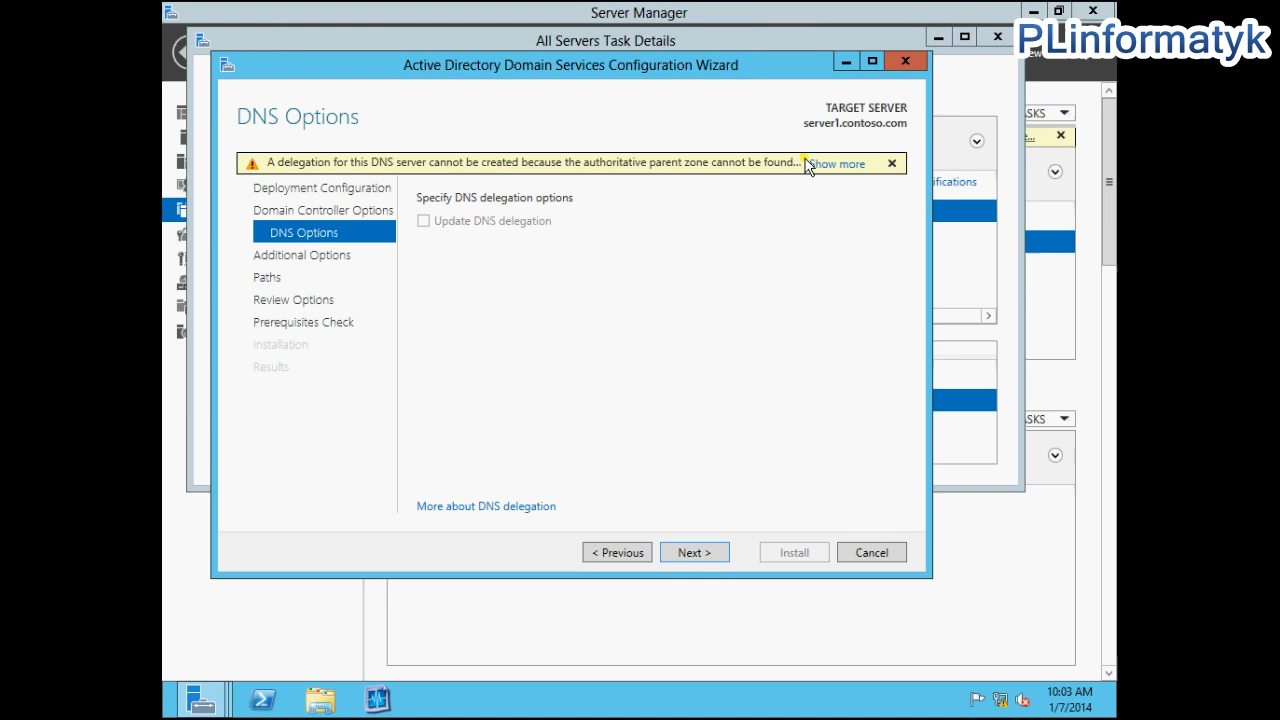 Server Manager
All Servers Task Details
PLinformatyk
Active Directory Domain Services Configuration Wizard
DNS Options
TARGET SERVER
server1.contoso.com
A delegation for this DNS server cannot be created because the authoritative parent zone cannot be found... Show more
Deployment Configuration
Domain Controller Options
DNS Options
Additional Options
Paths
Review Options
Prerequisites Check
Installation
Results
Specify DNS delegation options
Update DNS delegation
More about DNS delegation
< Previous
Next >
Install
Cancel
10:03 AM
1/7/2014